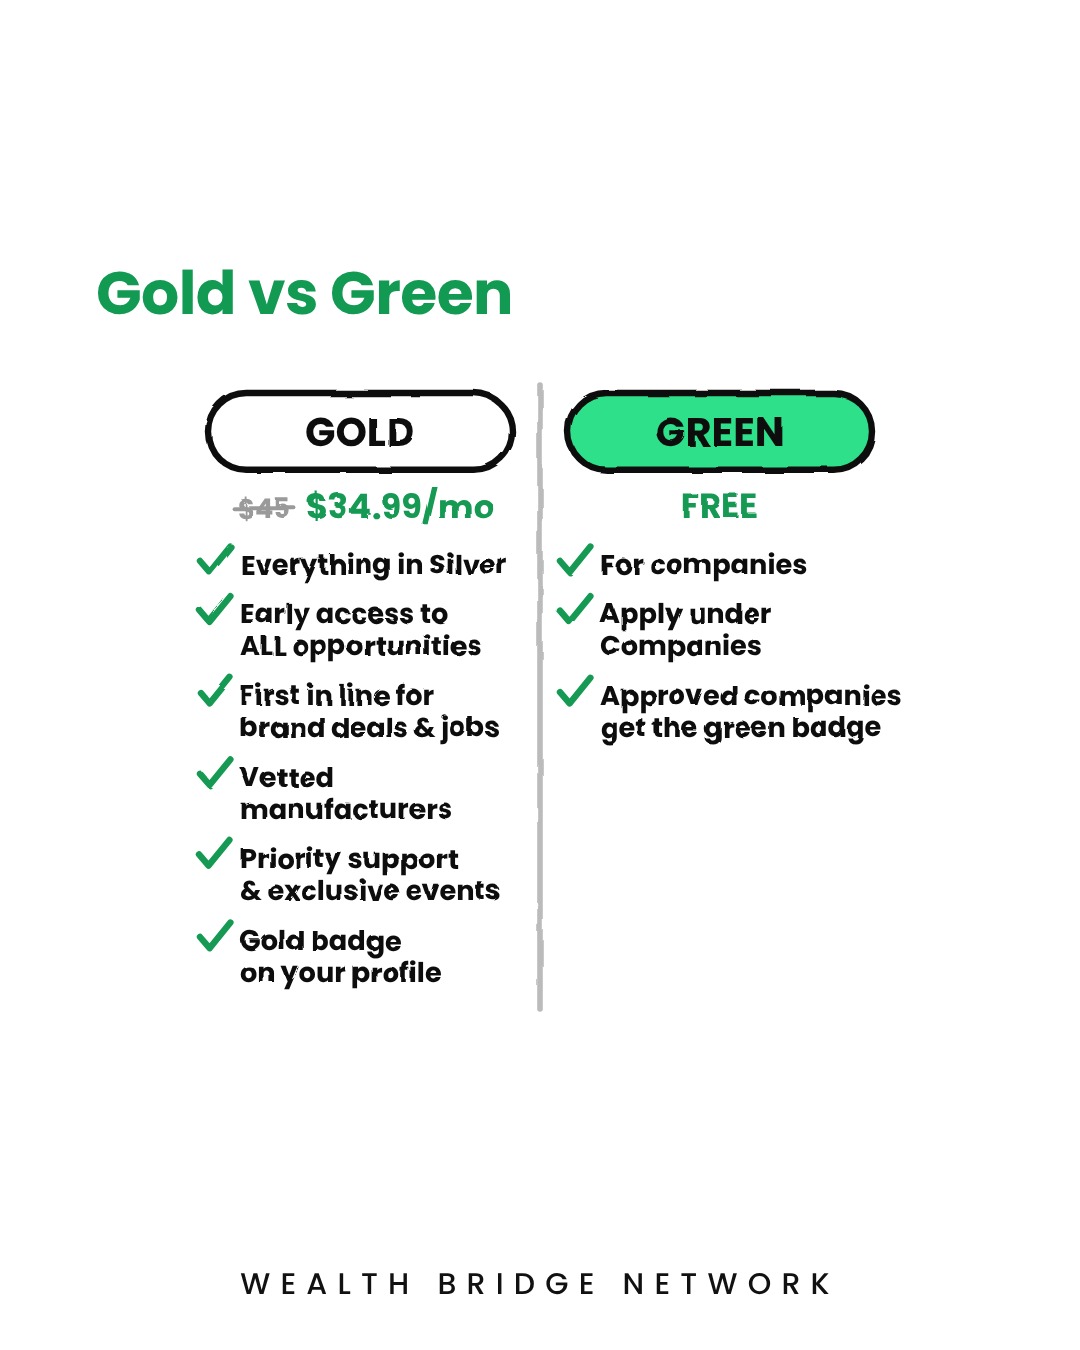 Gold vs Green
GOLD
$45 $34.99/mo
Everything in Silver
Early access to
ALL opportunities
First in line for
brand deals & jobs
Vetted
manufacturers
Priority support
& exclusive events
Gold badge
on your profile
GREEN
FREE
For companies
Apply under
Companies
Approved companies
get the green badge
WEALTH BRIDGE NETWORK